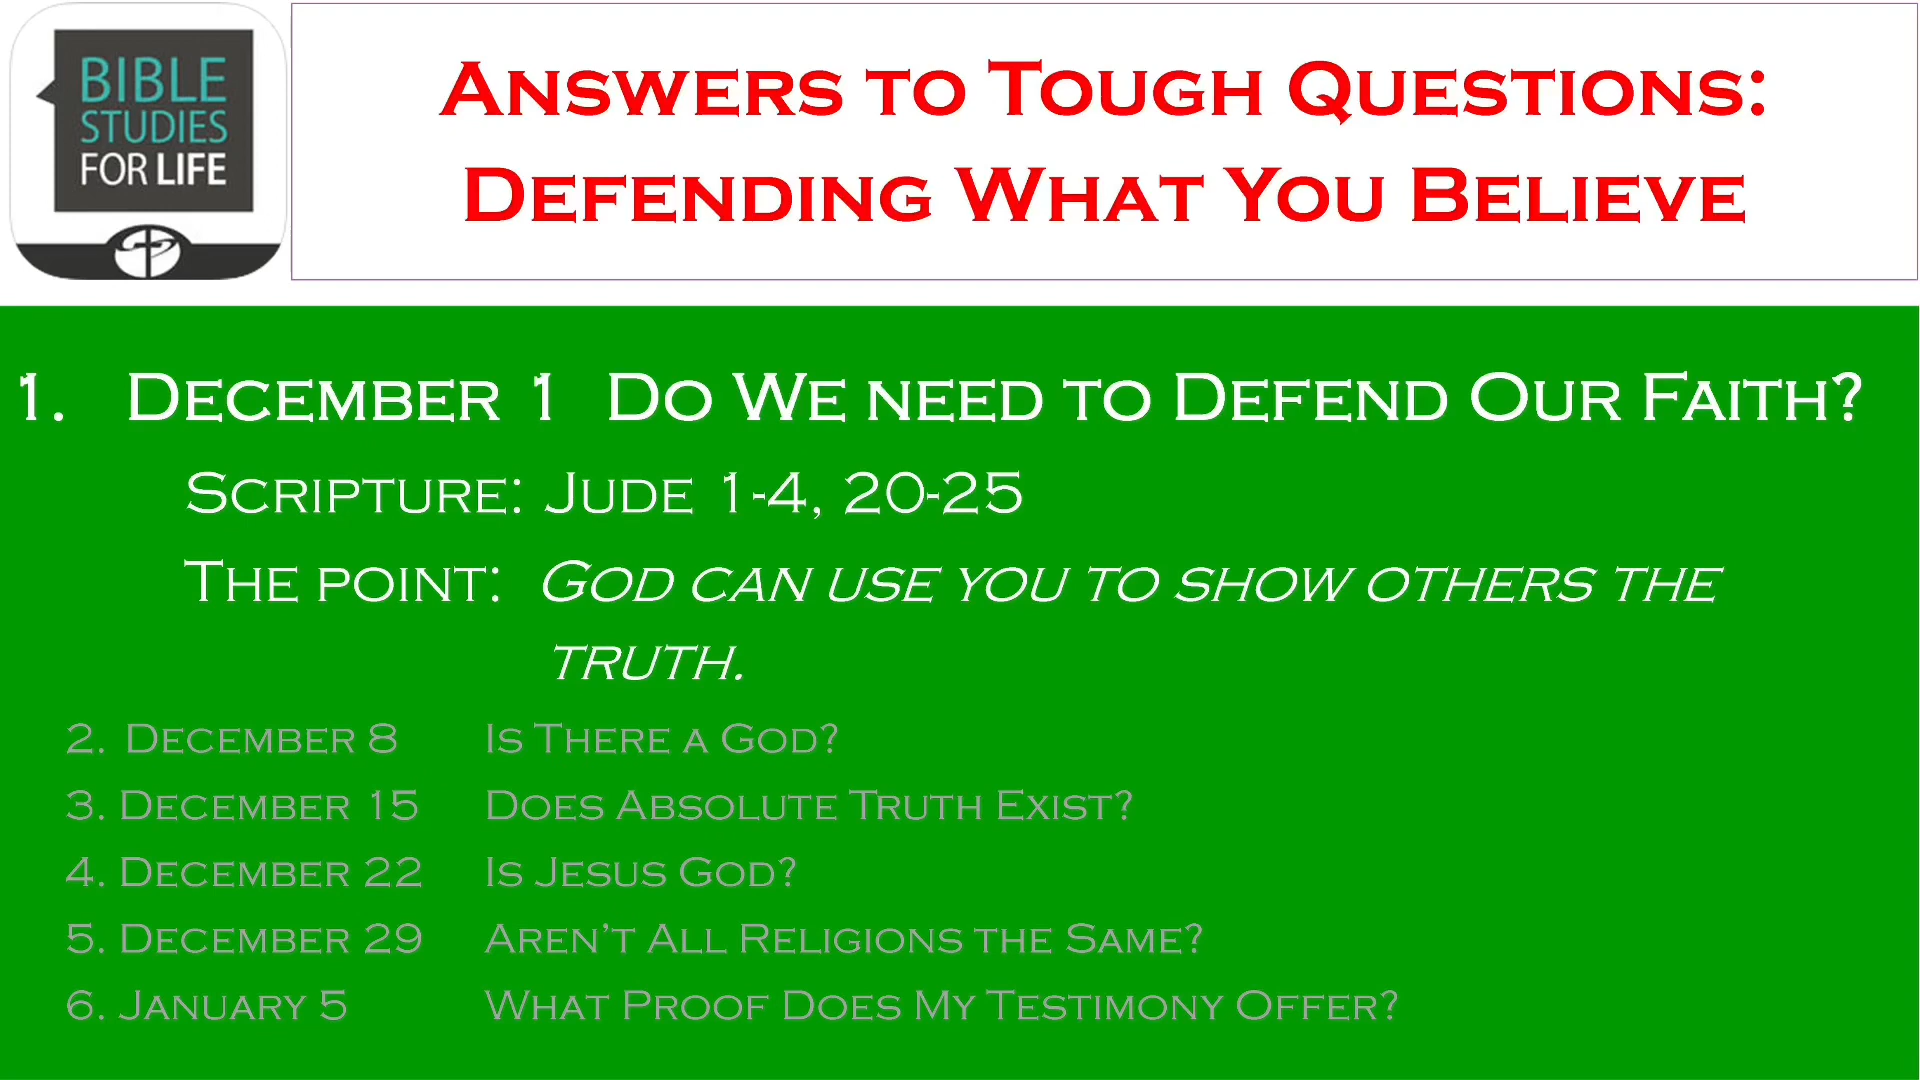 BIBLE
STUDIES
FOR LIFE
Answers to Tough Questions:
Defending What You Believe
1. December 1 Do We need to Defend Our Faith?
Scripture: Jude 1-4, 20-25
The point: God can use you to show others the
truth.
2. December 8 Is There a God?
3. December 15 Does Absolute Truth Exist?
4. December 22 Is Jesus God?
5. December 29 Aren’t All Religions the Same?
6. January 5 What Proof Does My Testimony Offer?